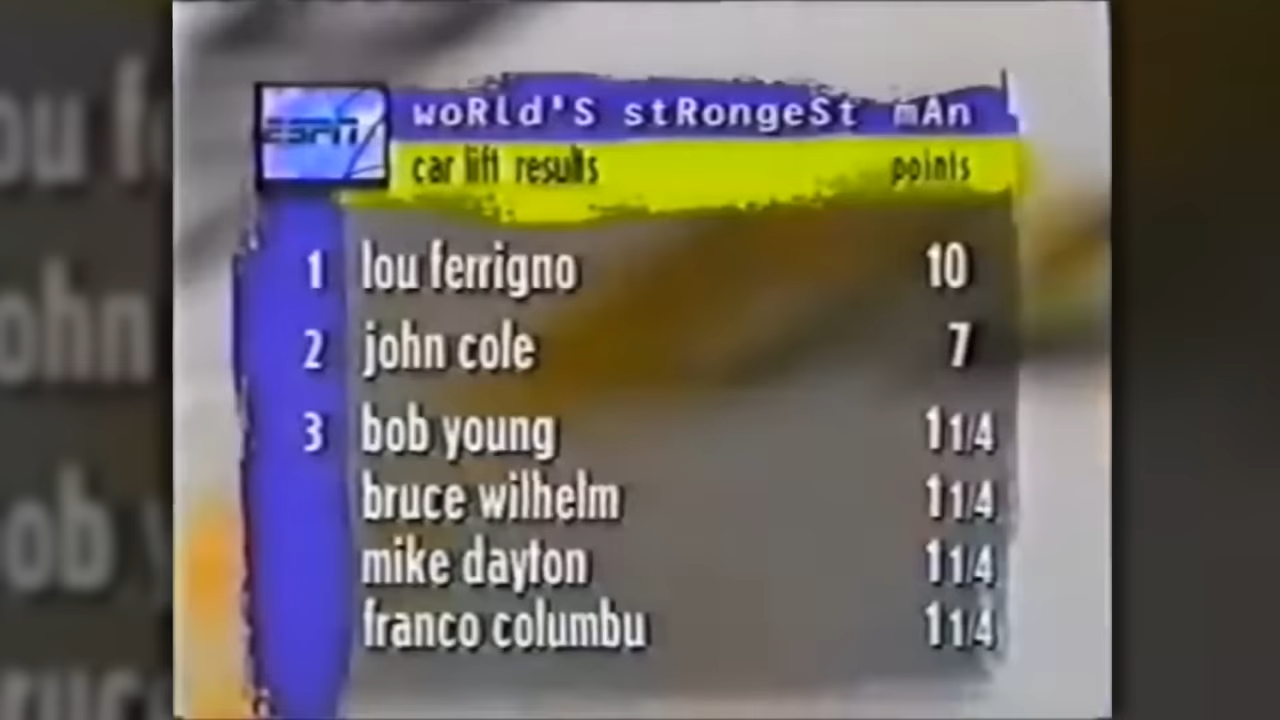 ESPN2 woRld'S stRongeSt mAn
car lift results points
1 lou ferrigno 10
2 john cole 7
3 bob young 1 1/4
bruce wilhelm 1 1/4
mike dayton 1 1/4
franco columbu 1 1/4